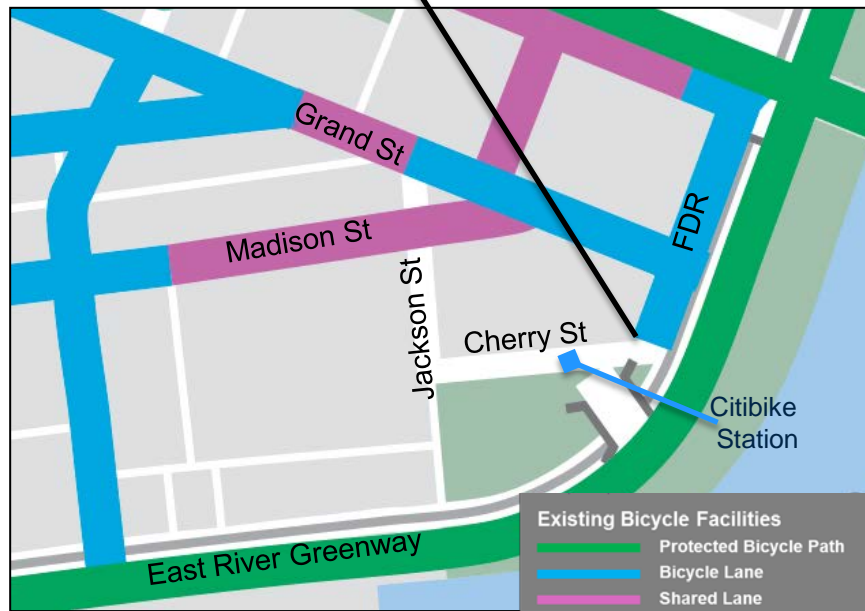 Grand St
FDR
Madison St
Jackson St
Cherry St
Citibike
Station
East River Greenway
Existing Bicycle Facilities
Protected Bicycle Path
Bicycle Lane
Shared Lane